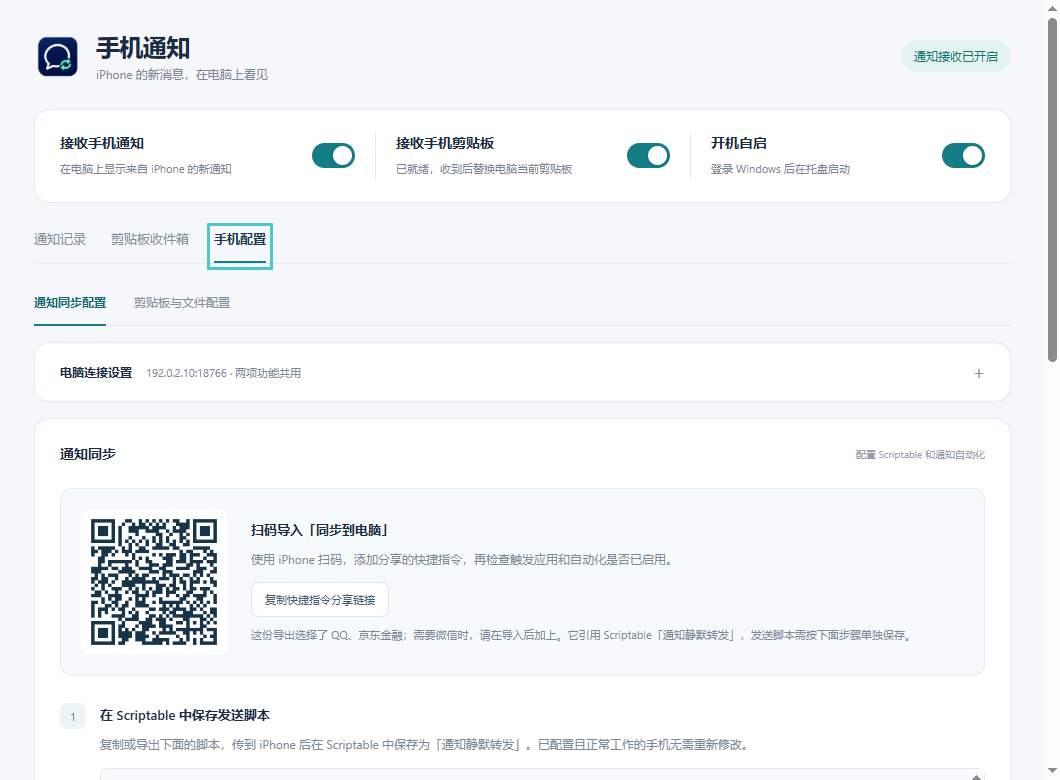 手机通知
iPhone 的新消息，在电脑上看见
通知接收已开启
接收手机通知
在电脑上显示来自 iPhone 的新通知
接收手机剪贴板
已就绪，收到后替换电脑当前剪贴板
开机自启
登录 Windows 后在托盘启动
通知记录
剪贴板收件箱
手机配置
通知同步配置
剪贴板与文件配置
电脑连接设置
192.0.2.10:18766 · 两项功能共用
+
通知同步
配置 Scriptable 和通知自动化
扫码导入「同步到电脑」
使用 iPhone 扫码，添加分享的快捷指令，再检查触发应用和自动化是否已启用。
复制快捷指令分享链接
这份导出选择了 QQ、京东金融；需要微信时，请在导入后加上。它引用 Scriptable「通知静默转发」，发送脚本需按下面步骤单独保存。
1
在 Scriptable 中保存发送脚本
复制或导出下面的脚本，传到 iPhone 后在 Scriptable 中保存为「通知静默转发」。已配置且正常工作的手机无需重新修改。